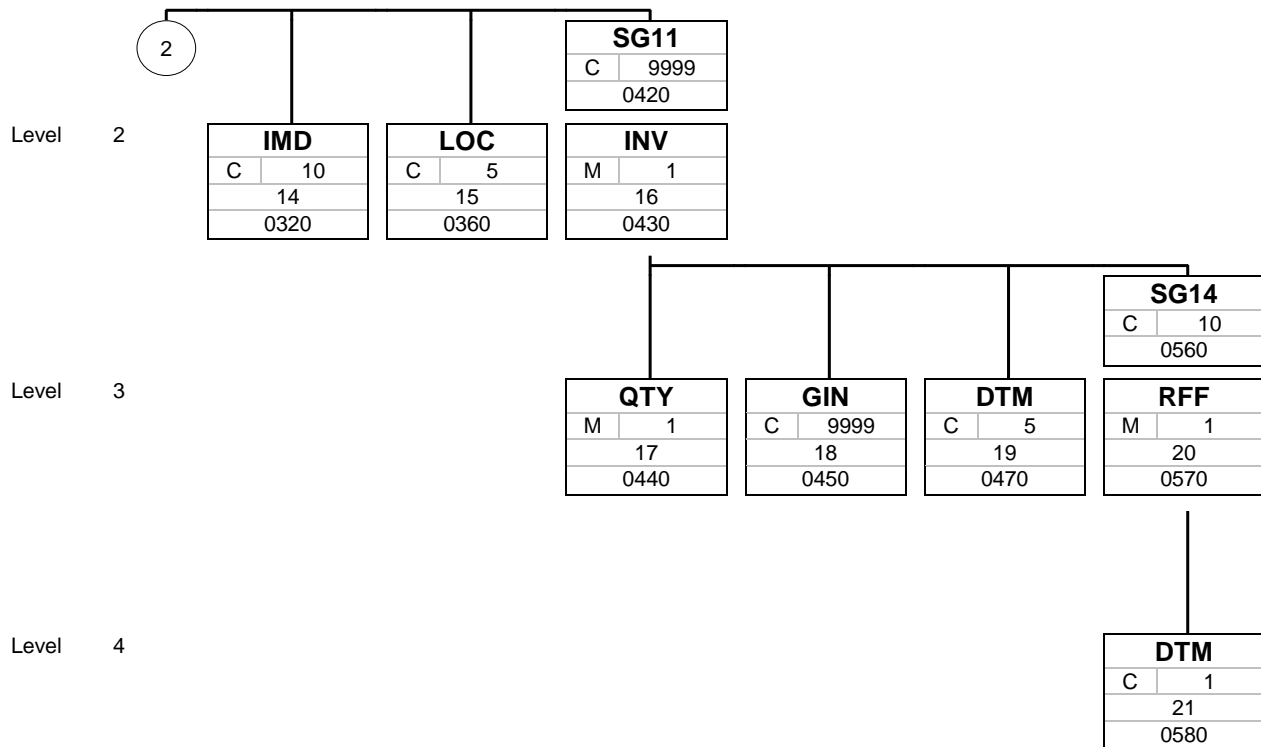 2
SG11
C 9999
0420
Level 2
IMD LOC INV
C 10 C 5 M 1
14 15 16
0320 0360 0430
SG14
C 10
0560
Level 3
QTY GIN DTM RFF
M 1 C 9999 C 5 M 1
17 18 19 20
0440 0450 0470 0570
Level 4
DTM
C 1
21
0580